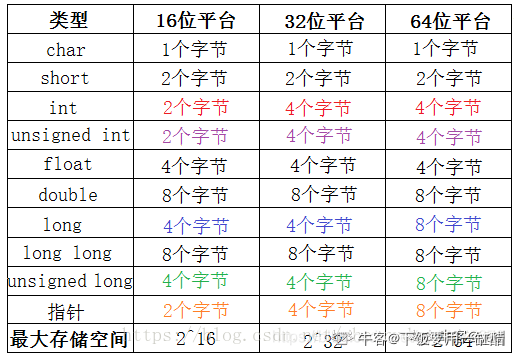 类型 16位平台 32位平台 64位平台
char 1个字节 1个字节 1个字节
short 2个字节 2个字节 2个字节
int 2个字节 4个字节 4个字节
unsigned int 2个字节 4个字节 4个字节
float 4个字节 4个字节 4个字节
double 8个字节 8个字节 8个字节
long 4个字节 4个字节 8个字节
long long 8个字节 8个字节 8个字节
unsigned long 4个字节 4个字节 8个字节
指针 2个字节 4个字节 8个字节
最大存储空间 2^16 2^32
https://blog.csdn.net
牛客@